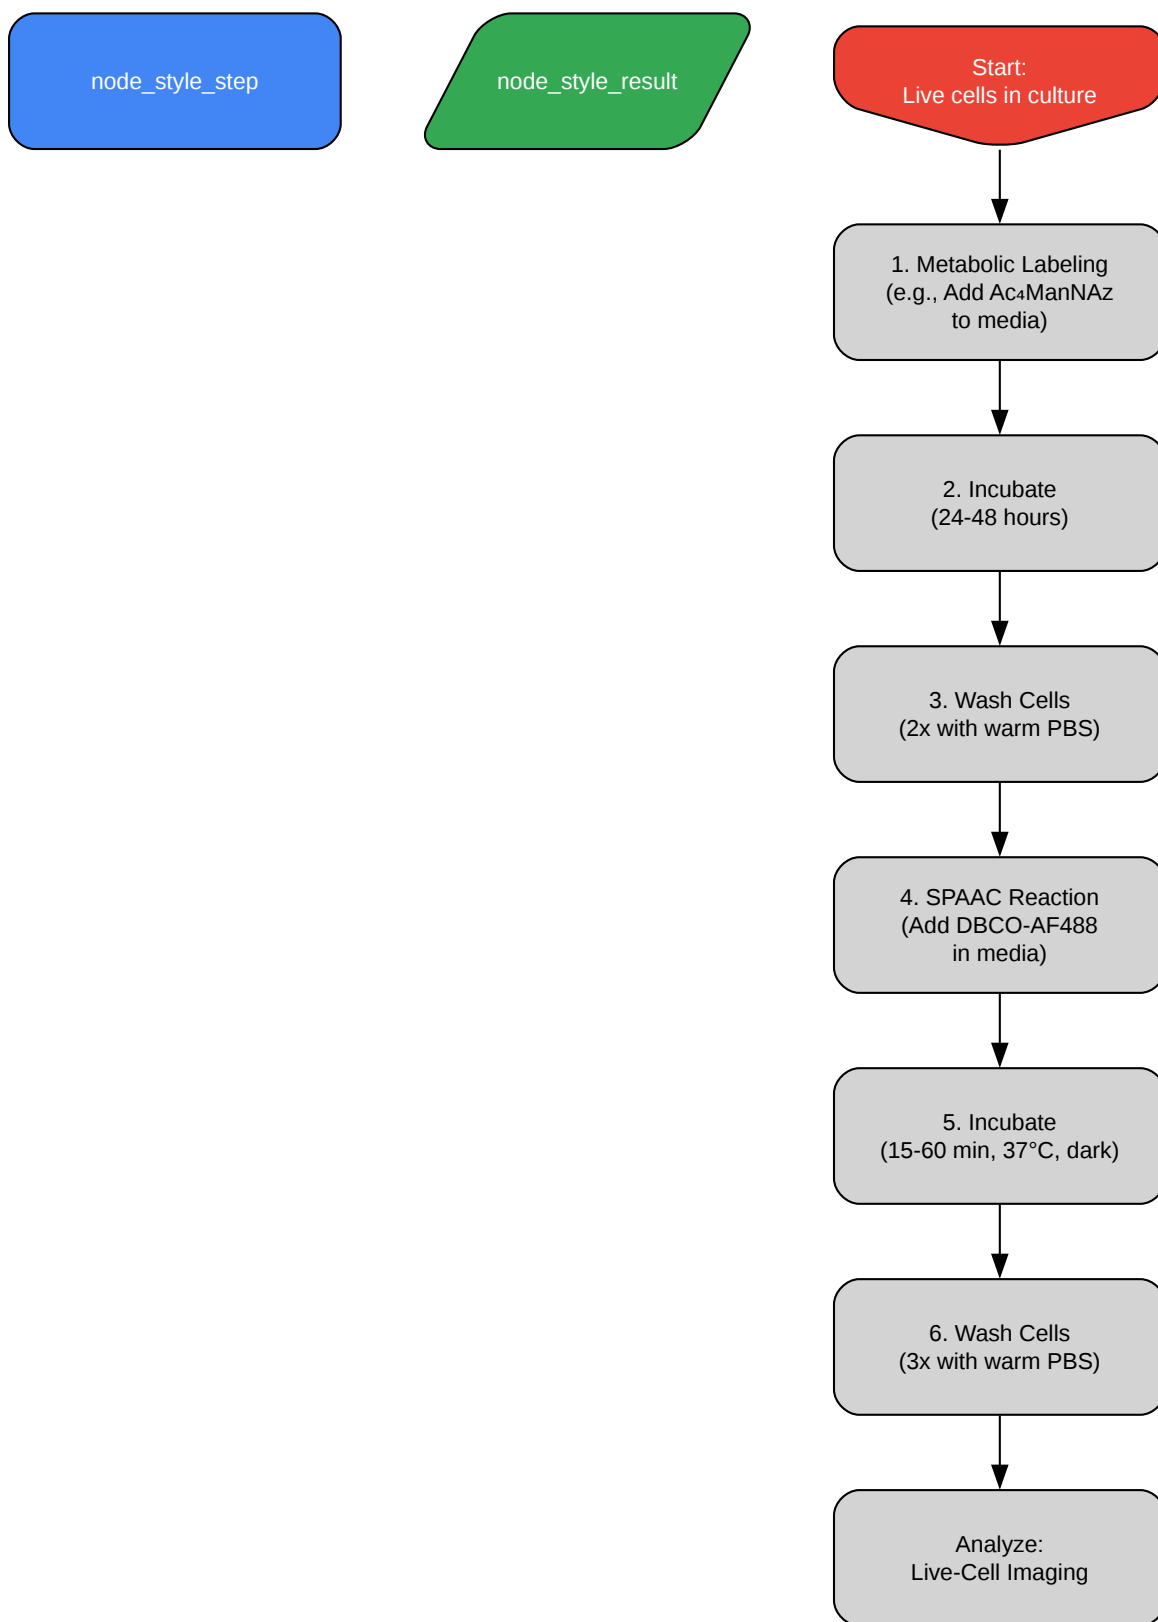 node_style_step
node_style_result
Start:
Live cells in culture
1. Metabolic Labeling
(e.g., Add Ac₄ManNAz
to media)
2. Incubate
(24-48 hours)
3. Wash Cells
(2x with warm PBS)
4. SPAAC Reaction
(Add DBCO-AF488
in media)
5. Incubate
(15-60 min, 37°C, dark)
6. Wash Cells
(3x with warm PBS)
Analyze:
Live-Cell Imaging